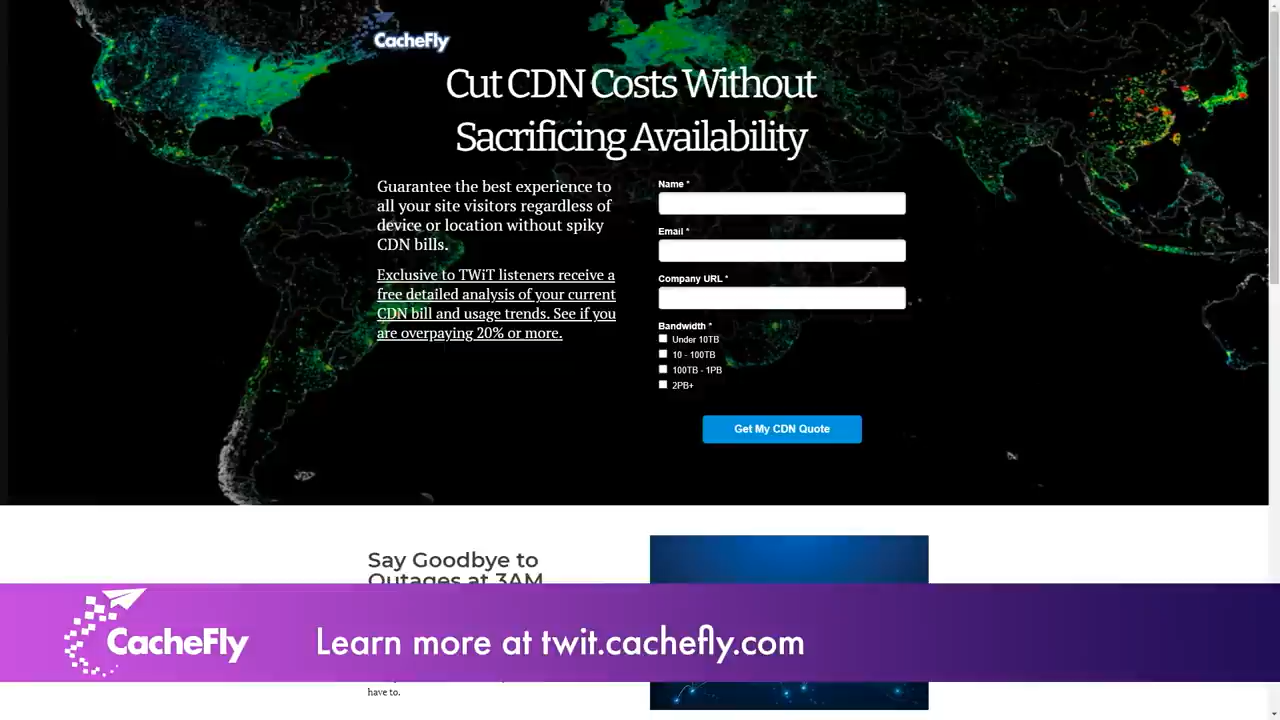 CacheFly
Cut CDN Costs Without
Sacrificing Availability
Guarantee the best experience to
all your site visitors regardless of
device or location without spiky
CDN bills.
Exclusive to TWiT listeners receive a
free detailed analysis of your current
CDN bill and usage trends. See if you
are overpaying 20% or more.
Name *
Email *
Company URL *
Bandwidth *
Under 10TB
10 - 100TB
100TB - 1PB
2PB+
Get My CDN Quote
Say Goodbye to
Outages at 3AM
CacheFly
Learn more at twit.cachefly.com
have to.